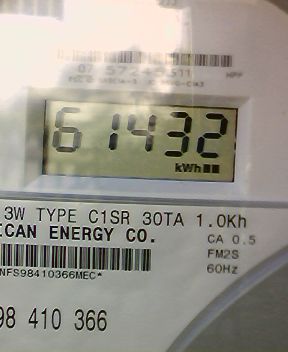 61432
kWh
3W TYPE C1SR 30TA 1.0Kh
ICAN ENERGY CO.
CA 0.5
FM2S
60Hz
NFS98410366MEC*
98 410 366